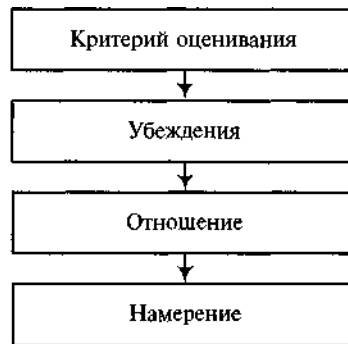 Критерий оценивания
Убеждения
Отношение
Намерение